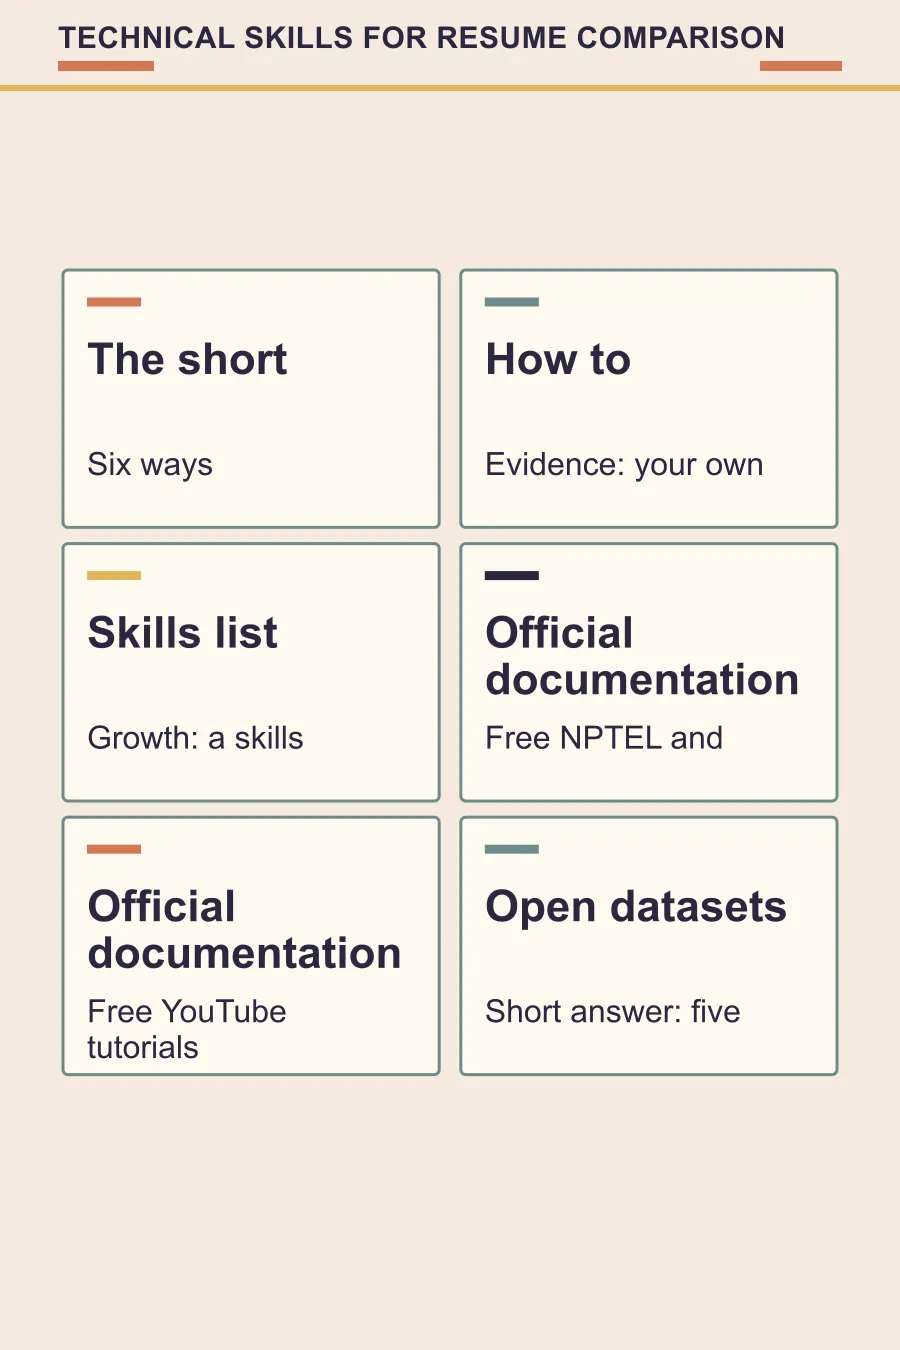 TECHNICAL SKILLS FOR RESUME COMPARISON
The short
Six ways
How to
Evidence: your own
Skills list
Growth: a skills
Official
documentation
Free NPTEL and
Official
documentation
Free YouTube
tutorials
Open datasets
Short answer: five